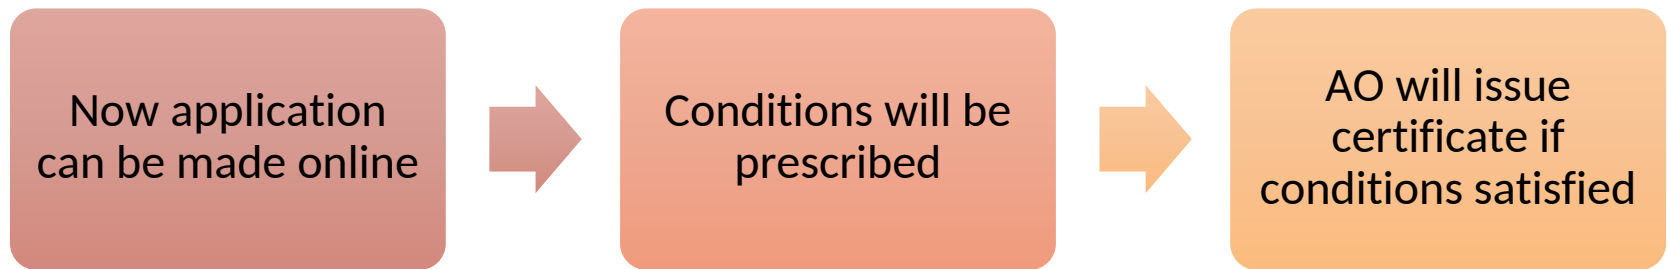 Now application
can be made online
Conditions will be
prescribed
AO will issue
certificate if
conditions satisfied